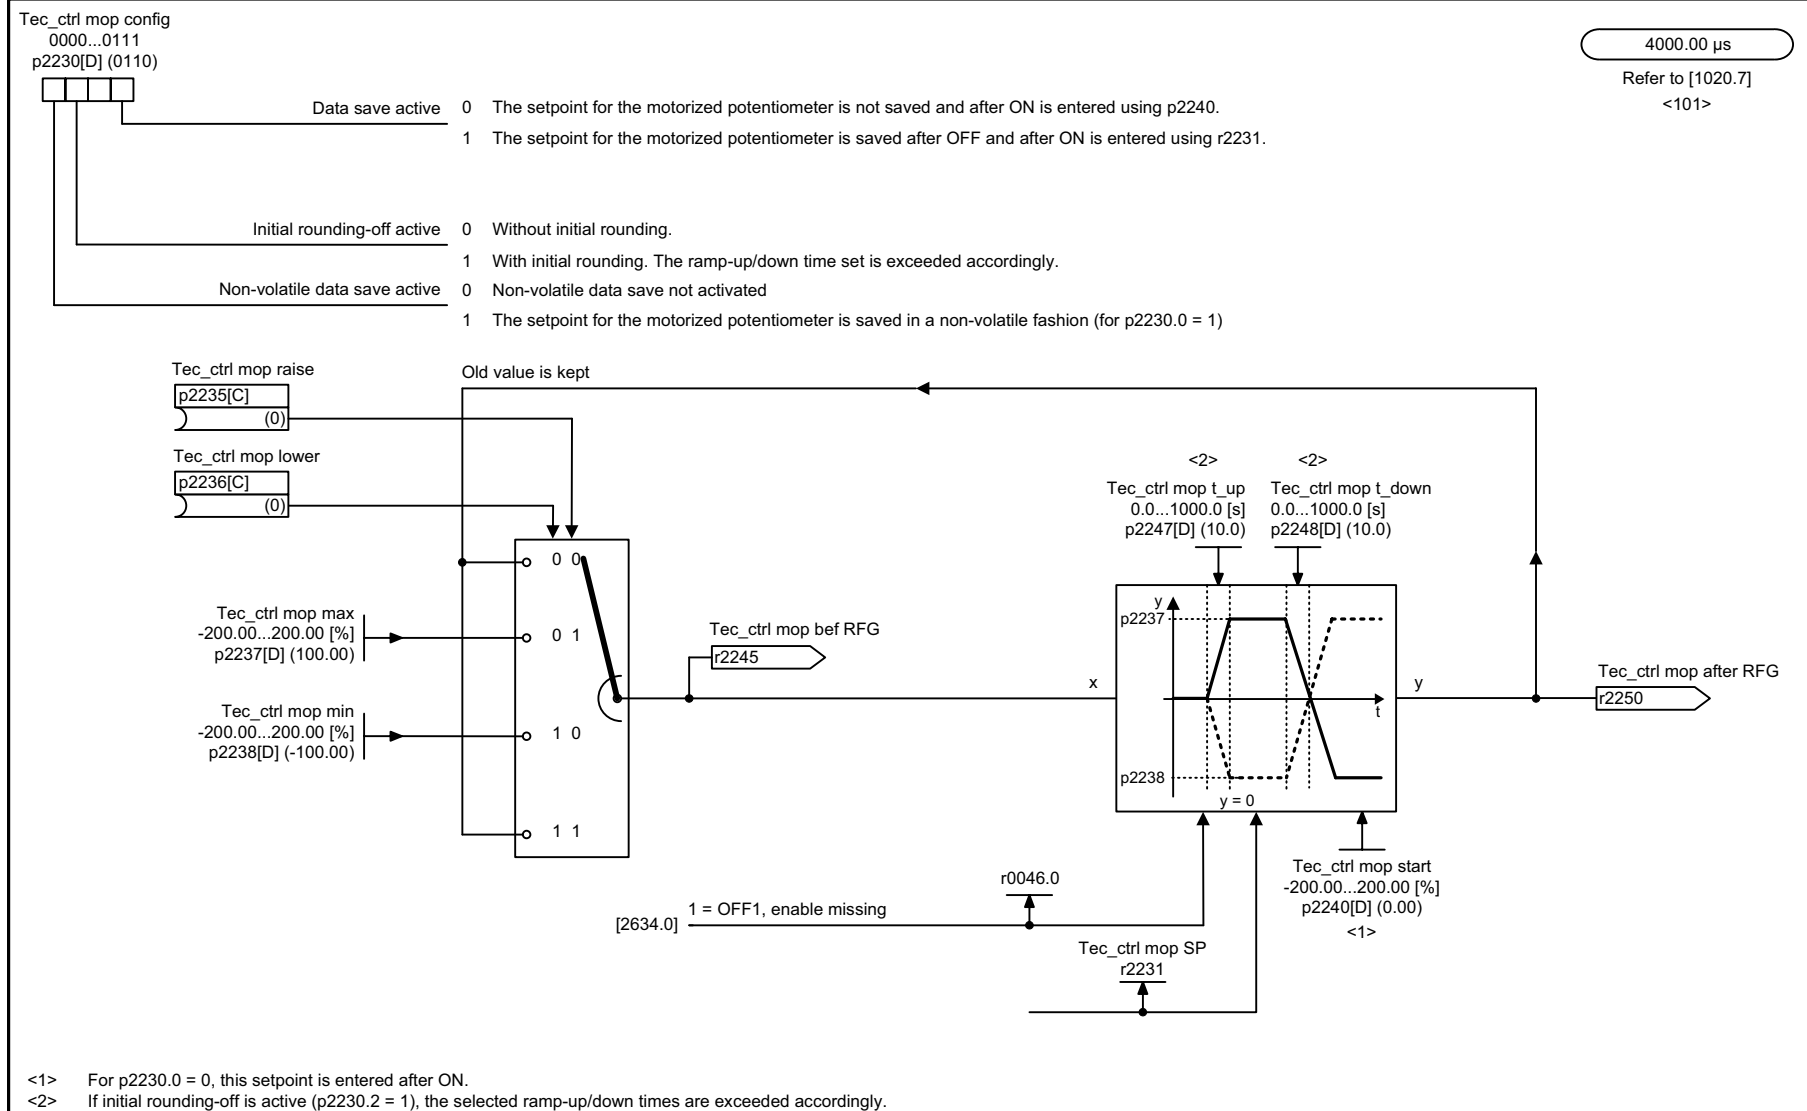 Tec_ctrl mop config
0000...0111
p2230[D] (0110)
4000.00 µs
Refer to [1020.7]
<101>
Data save active 0 The setpoint for the motorized potentiometer is not saved and after ON is entered using p2240.
1 The setpoint for the motorized potentiometer is saved after OFF and after ON is entered using r2231.
Initial rounding-off active 0 Without initial rounding.
1 With initial rounding. The ramp-up/down time set is exceeded accordingly.
Non-volatile data save active 0 Non-volatile data save not activated
1 The setpoint for the motorized potentiometer is saved in a non-volatile fashion (for p2230.0 = 1)
Tec_ctrl mop raise
p2235[C]
(0)
Old value is kept
Tec_ctrl mop lower
p2236[C]
(0)
0 0
0 1
1 0
1 1
Tec_ctrl mop max
-200.00...200.00 [%]
p2237[D] (100.00)
Tec_ctrl mop min
-200.00...200.00 [%]
p2238[D] (-100.00)
Tec_ctrl mop bef RFG
r2245
x
<2>
Tec_ctrl mop t_up
0.0...1000.0 [s]
p2247[D] (10.0)
<2>
Tec_ctrl mop t_down
0.0...1000.0 [s]
p2248[D] (10.0)
y
p2237
t
p2238
y = 0
y
Tec_ctrl mop after RFG
r2250
Tec_ctrl mop start
-200.00...200.00 [%]
p2240[D] (0.00)
<1>
r0046.0
[2634.0] 1 = OFF1, enable missing
Tec_ctrl mop SP
r2231
<1> For p2230.0 = 0, this setpoint is entered after ON.
<2> If initial rounding-off is active (p2230.2 = 1), the selected ramp-up/down times are exceeded accordingly.